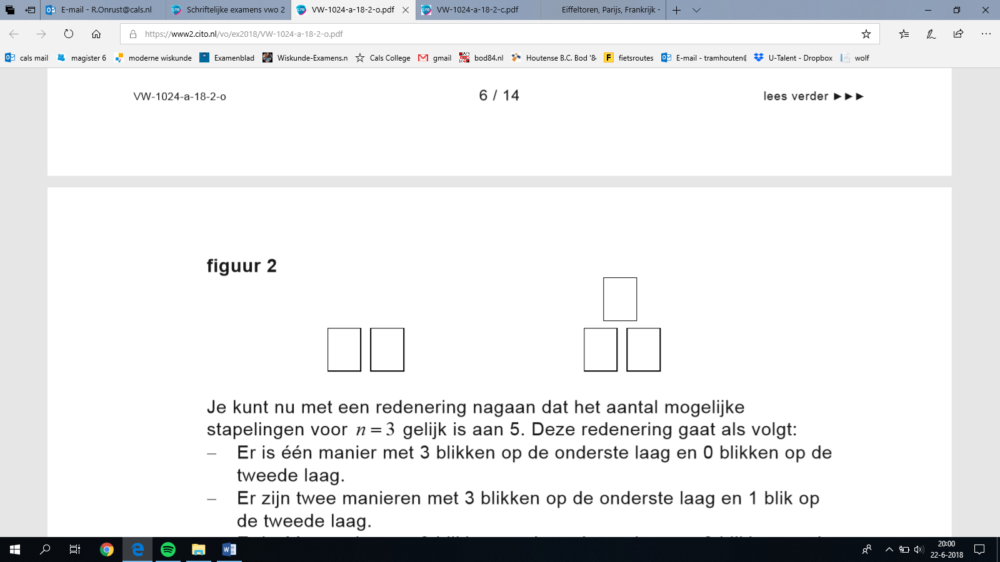 E-mail - R.Onrust@cals.nl
Schriftelijke examens vwo 2
VW-1024-a-18-2-o.pdf
VW-1024-a-18-2-c.pdf
Eiffeltoren, Parijs, Frankrijk -
https://www2.cito.nl/vo/ex2018/VW-1024-a-18-2-o.pdf
cals mail
magister 6
moderne wiskunde
Examenblad
Wiskunde-Examens.n
Cals College
gmail
bod84.nl
Houtense B.C. Bod '84
fietsroutes
E-mail - tramhouten@
U-Talent - Dropbox
wolf
VW-1024-a-18-2-o
6 / 14
lees verder ►►►
figuur 2
Je kunt nu met een redenering nagaan dat het aantal mogelijke
stapelingen voor n = 3 gelijk is aan 5. Deze redenering gaat als volgt:
– Er is één manier met 3 blikken op de onderste laag en 0 blikken op de
tweede laag.
– Er zijn twee manieren met 3 blikken op de onderste laag en 1 blik op
de tweede laag.
20:00
22-6-2018